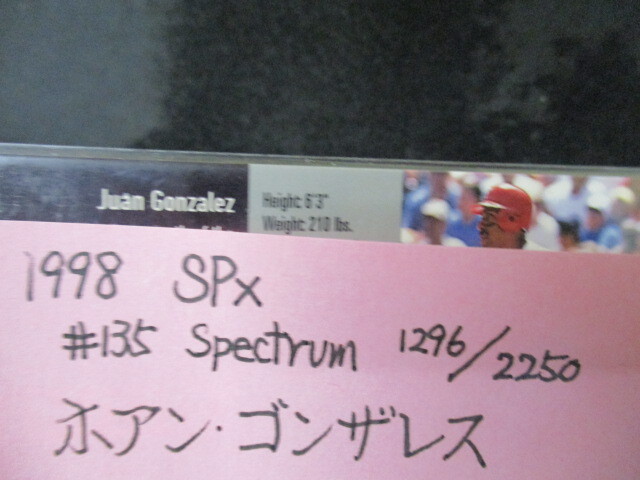 Juan Gonzalez
Height: 6'3"
Weight: 210 lbs.
1998 SPx
#135 Spectrum 1296/2250
ホアン・ゴンザレス